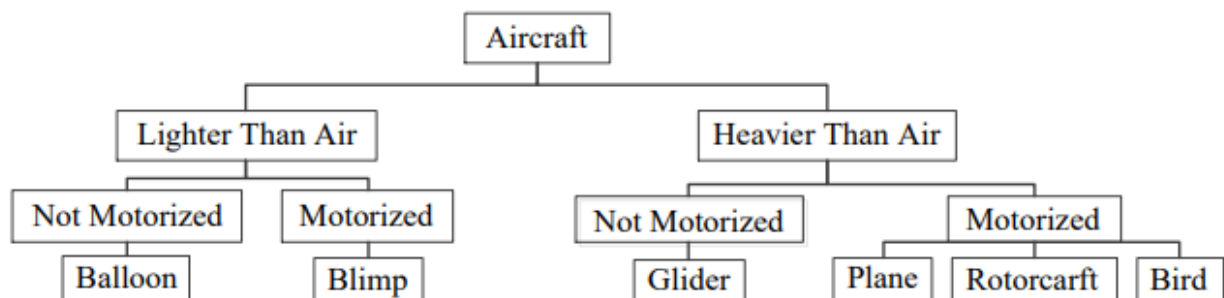 Aircraft
Lighter Than Air
Heavier Than Air
Not Motorized
Motorized
Not Motorized
Motorized
Balloon
Blimp
Glider
Plane
Rotorcarft
Bird